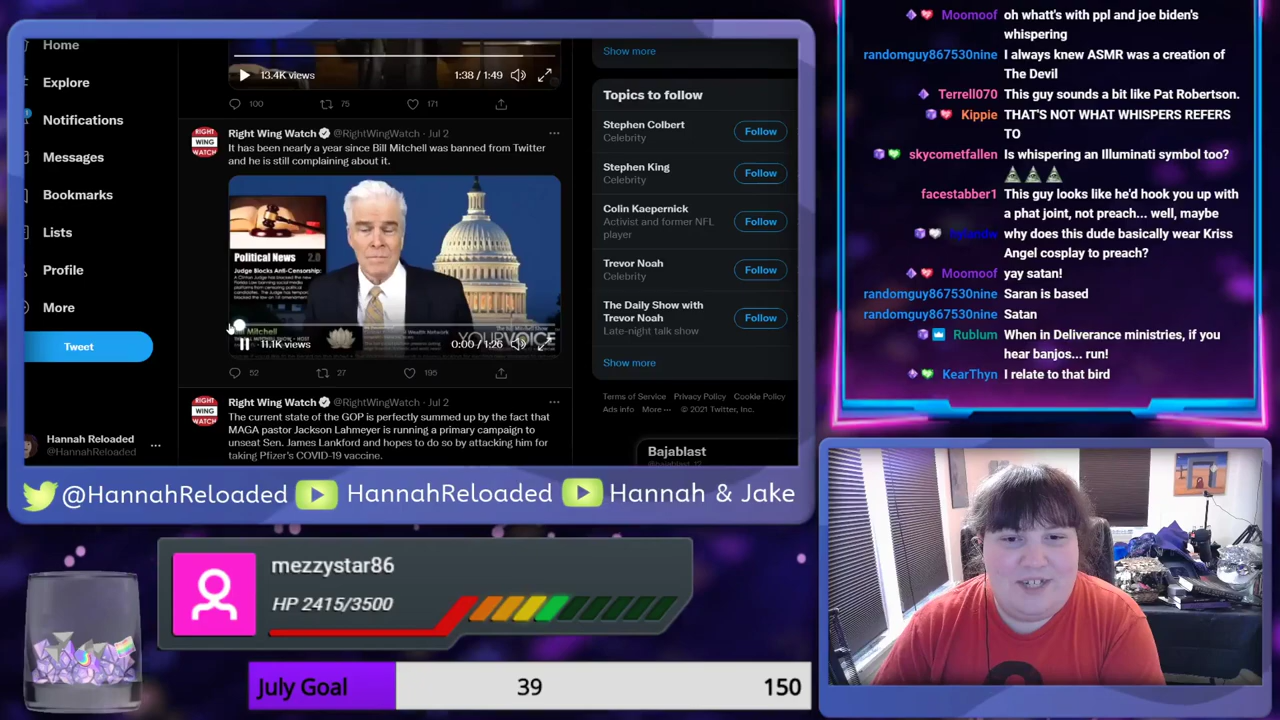 Home
Explore
Notifications
Messages
Bookmarks
Lists
Profile
More
Tweet
Hannah Reloaded
@HannahReloaded
13.4K views
1:38 / 1:49
100
75
171
RIGHT WING WATCH
Right Wing Watch @RightWingWatch · Jul 2
It has been nearly a year since Bill Mitchell was banned from Twitter
and he is still complaining about it.
Political News 2.0
Judge Blocks Anti-Censorship:
Mitchell
YOURVOICE
11.1K views
0:00 / 1:26
52
27
195
RIGHT WING WATCH
Right Wing Watch @RightWingWatch · Jul 2
The current state of the GOP is perfectly summed up by the fact that
MAGA pastor Jackson Lahmeyer is running a primary campaign to
unseat Sen. James Lankford and hopes to do so by attacking him for
taking Pfizer's COVID-19 vaccine.
Show more
Topics to follow
Stephen Colbert
Celebrity
Follow
Stephen King
Celebrity
Follow
Colin Kaepernick
Activist and former NFL
player
Follow
Trevor Noah
Celebrity
Follow
The Daily Show with
Trevor Noah
Late-night talk show
Follow
Show more
Terms of Service Privacy Policy Cookie Policy
Ads info More ··· © 2021 Twitter, Inc.
Bajablast
Moomoof oh whatt's with ppl and joe biden's
whispering
randomguy867530nine I always knew ASMR was a creation of
The Devil
Terrell070 This guy sounds a bit like Pat Robertson.
Kippie THAT'S NOT WHAT WHISPERS REFERS
TO
skycometfallen Is whispering an Illuminati symbol too?
facestabber1 This guy looks like he'd hook you up with
a phat joint, not preach... well, maybe
why does this dude basically wear Kriss
Angel cosplay to preach?
Moomoof yay satan!
randomguy867530nine Saran is based
randomguy867530nine Satan
Rublum When in Deliverance ministries, if you
hear banjos... run!
KearThyn I relate to that bird
@HannahReloaded HannahReloaded Hannah & Jake
mezzystar86
HP 2415/3500
July Goal 39 150